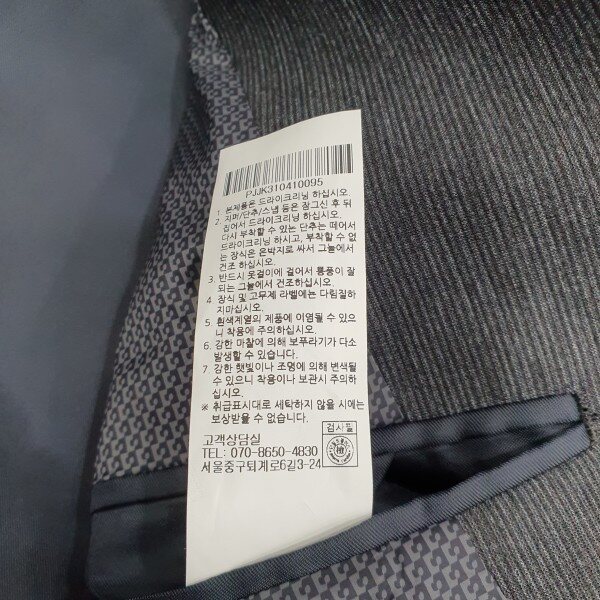 PJJK310410095
1. 본제품은 드라이크리닝 하십시오.
2. 지퍼/단추/스냅 등은 잠그신 후 뒤
집어서 드라이크리닝 하십시오.
다시 부착할 수 있는 단추는 떼어서
드라이크리닝 하시고, 부착할 수 없
는 장식은 은박지로 싸서 그늘에서
건조 하십시오.
3. 반드시 옷걸이에 걸어서 통풍이 잘
되는 그늘에서 건조하십시오.
4. 장식 및 고무제 라벨에는 다림질하
지마십시오.
5. 흰색계열의 제품에 이염될 수 있으
니 착용에 주의하십시오.
6. 강한 마찰에 의해 보푸라기가 다소
발생할 수 있습니다.
7. 강한 햇빛이나 조명에 의해 변색될
수 있으니 착용이나 보관시 주의하
십시오.
※ 취급표시대로 세탁하지 않을 시에는
보상받을 수 없습니다.
검사필
고객상담실
TEL: 070-8650-4830
서울중구퇴계로6길3-24